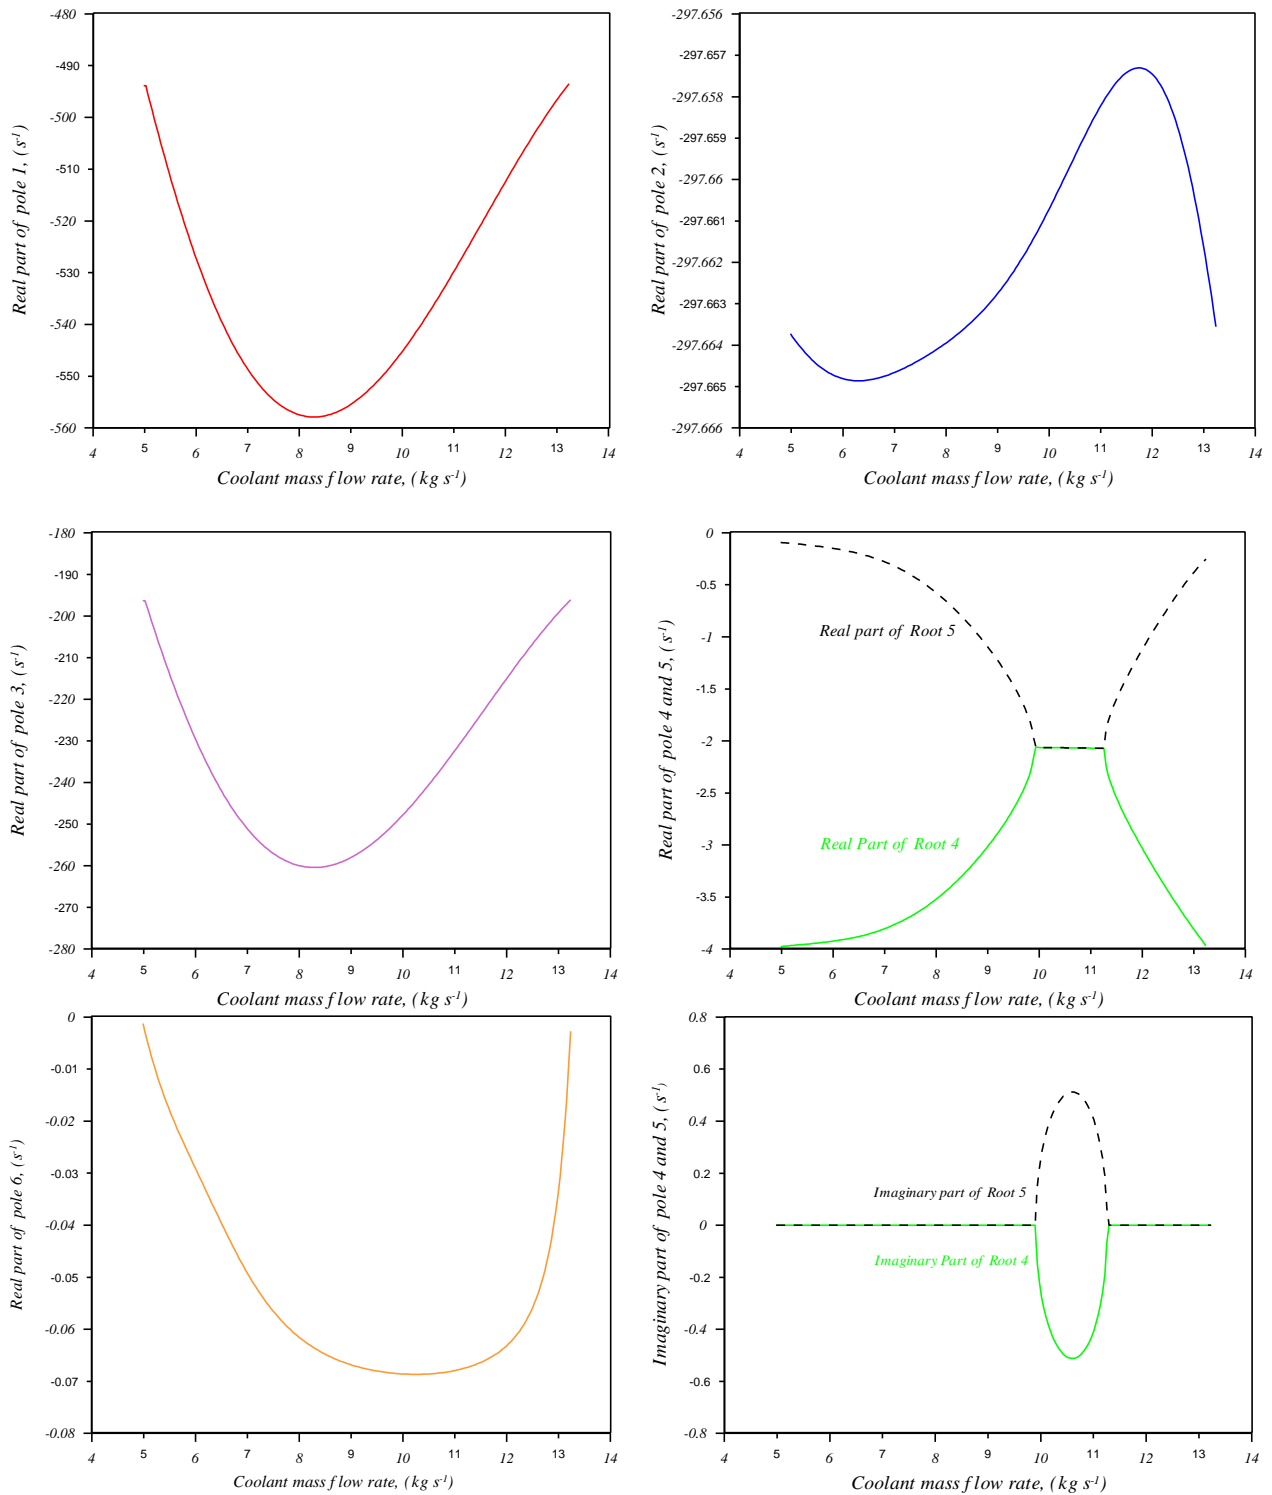 -480
-490
-500
-510
-520
-530
-540
-550
-560
4 5 6 7 8 9 10 11 12 13 14
Real part of pole 1, (s-1)
Coolant mass flow rate, (kg s-1)
-297.656
-297.657
-297.658
-297.659
-297.66
-297.661
-297.662
-297.663
-297.664
-297.665
-297.666
4 5 6 7 8 9 10 11 12 13 14
Real part of pole 2, (s-1)
Coolant mass flow rate, (kg s-1)
-180
-190
-200
-210
-220
-230
-240
-250
-260
-270
-280
4 5 6 7 8 9 10 11 12 13 14
Real part of pole 3, (s-1)
Coolant mass flow rate, (kg s-1)
0
-0.5
-1
-1.5
-2
-2.5
-3
-3.5
-4
4 5 6 7 8 9 10 11 12 13 14
Real part of pole 4 and 5, (s-1)
Real part of Root 5
Real Part of Root 4
Coolant mass flow rate, (kg s-1)
0
-0.01
-0.02
-0.03
-0.04
-0.05
-0.06
-0.07
-0.08
4 5 6 7 8 9 10 11 12 13 14
Real part of pole 6, (s-1)
Coolant mass flow rate, (kg s-1)
0.8
0.6
0.4
0.2
0
-0.2
-0.4
-0.6
-0.8
4 5 6 7 8 9 10 11 12 13 14
Imaginary part of pole 4 and 5, (s-1)
Imaginary part of Root 5
Imaginary Part of Root 4
Coolant mass flow rate, (kg s-1)